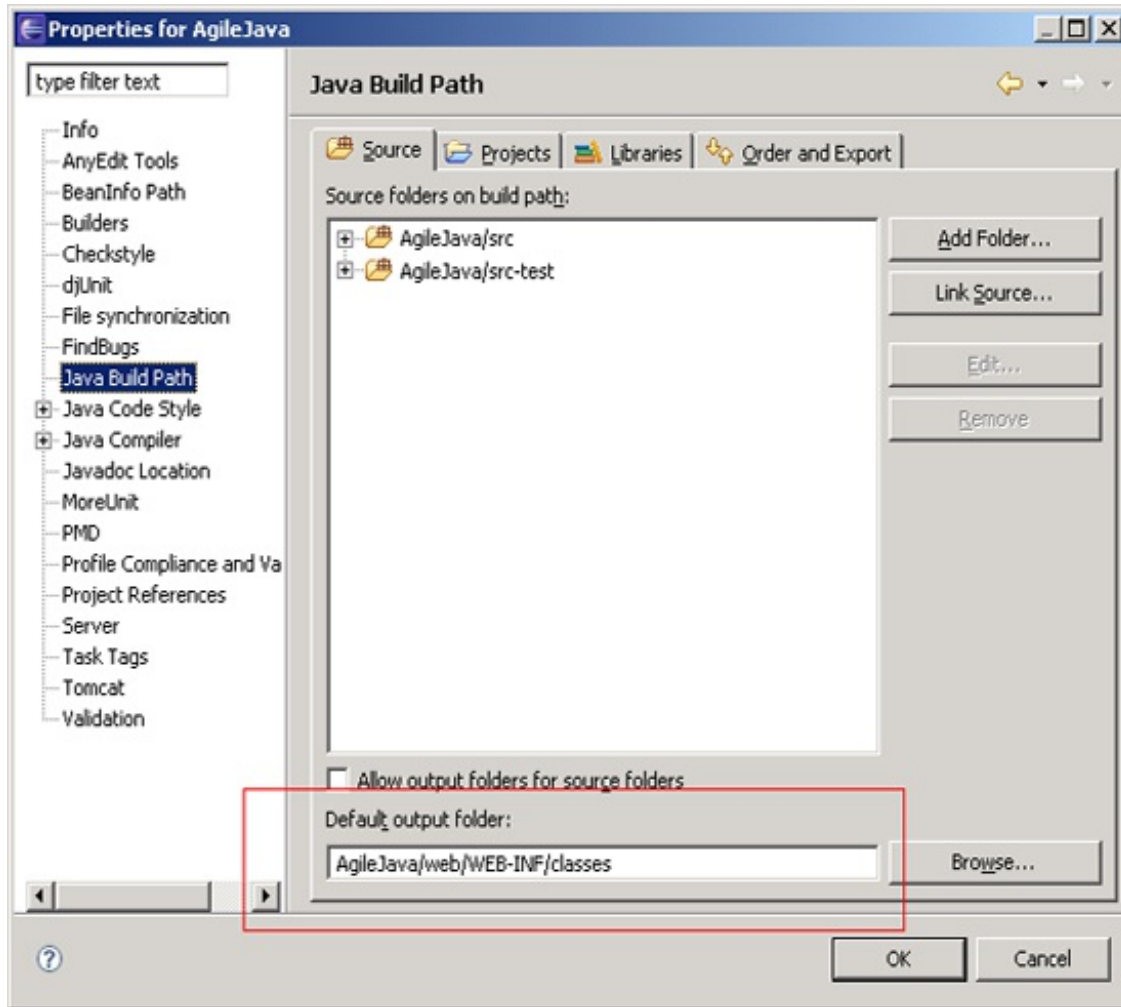 Properties for AgileJava
type filter text
Info
AnyEdit Tools
BeanInfo Path
Builders
Checkstyle
djUnit
File synchronization
FindBugs
Java Build Path
Java Code Style
Java Compiler
Javadoc Location
MoreUnit
PMD
Profile Compliance and Va
Project References
Server
Task Tags
Tomcat
Validation
Java Build Path
Source
Projects
Libraries
Order and Export
Source folders on build path:
AgileJava/src
AgileJava/src-test
Add Folder...
Link Source...
Edit...
Remove
Allow output folders for source folders
Default output folder:
AgileJava/web/WEB-INF/classes
Browse...
OK
Cancel